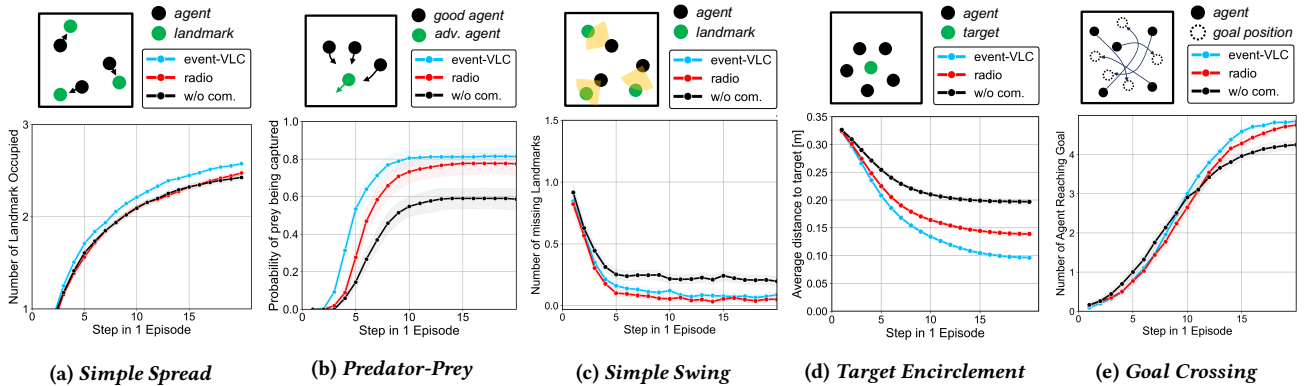 agent
landmark
event-VLC
radio
w/o com.
Number of Landmark Occupied
3
2
1
0
5
10
15
Step in 1 Episode
(a) Simple Spread
good agent
adv. agent
event-VLC
radio
w/o com.
Probability of prey being captured
1.0
0.8
0.6
0.4
0.2
0.0
0
5
10
15
Step in 1 Episode
(b) Predator-Prey
agent
landmark
event-VLC
radio
w/o com.
Number of missing Landmarks
1.5
1.0
0.5
0.0
0
5
10
15
Step in 1 Episode
(c) Simple Swing
agent
target
event-VLC
radio
w/o com.
Average distance to target [m]
0.35
0.30
0.25
0.20
0.15
0.10
0.05
0.00
0
5
10
15
Step in 1 Episode
(d) Target Encirclement
agent
goal position
event-VLC
radio
w/o com.
Number of Agent Reaching Goal
4
3
2
1
0
0
5
10
15
Step in 1 Episode
(e) Goal Crossing